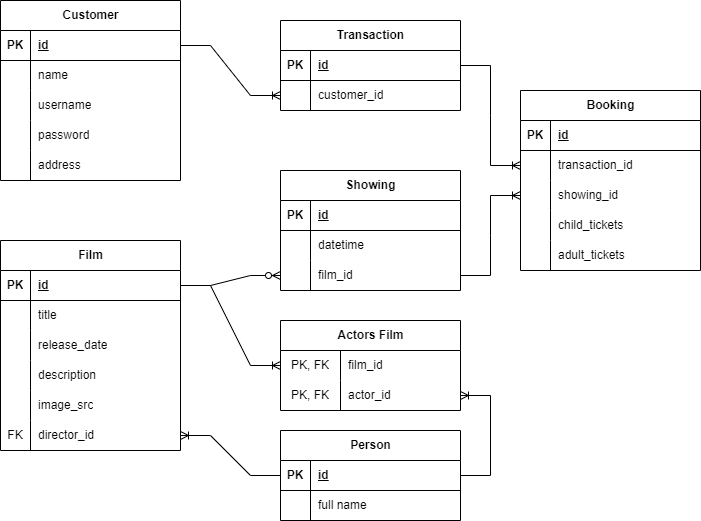 Customer
PK id
name
username
password
address
Transaction
PK id
customer_id
Booking
PK id
transaction_id
showing_id
child_tickets
adult_tickets
Showing
PK id
datetime
film_id
Film
PK id
title
release_date
description
image_src
FK director_id
Actors Film
PK, FK film_id
PK, FK actor_id
Person
PK id
full name